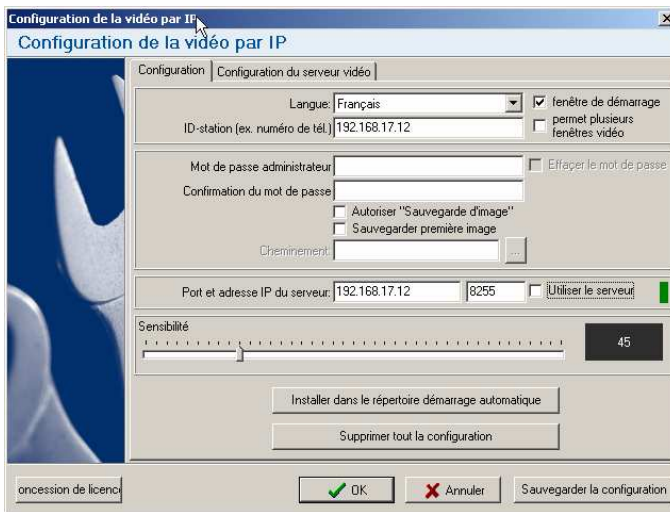 Configuration de la vidéo par IP
Configuration de la vidéo par IP
Configuration
Configuration du serveur vidéo
Langue: Français
fenêtre de démarrage
ID-station (ex. numéro de tél.) 192.168.17.12
permet plusieurs
fenêtres vidéo
Mot de passe administrateur
Effaçer le mot de passe
Confirmation du mot de passe
Autoriser "Sauvegarde d'image"
Sauvegarder première image
Cheminement:
...
Port et adresse IP du serveur: 192.168.17.12 8255
Utiliser le serveur
Sensibilité
45
Installer dans le répertoire démarrage automatique
Supprimer tout la configuration
oncession de licenc
OK
Annuler
Sauvegarder la configuration